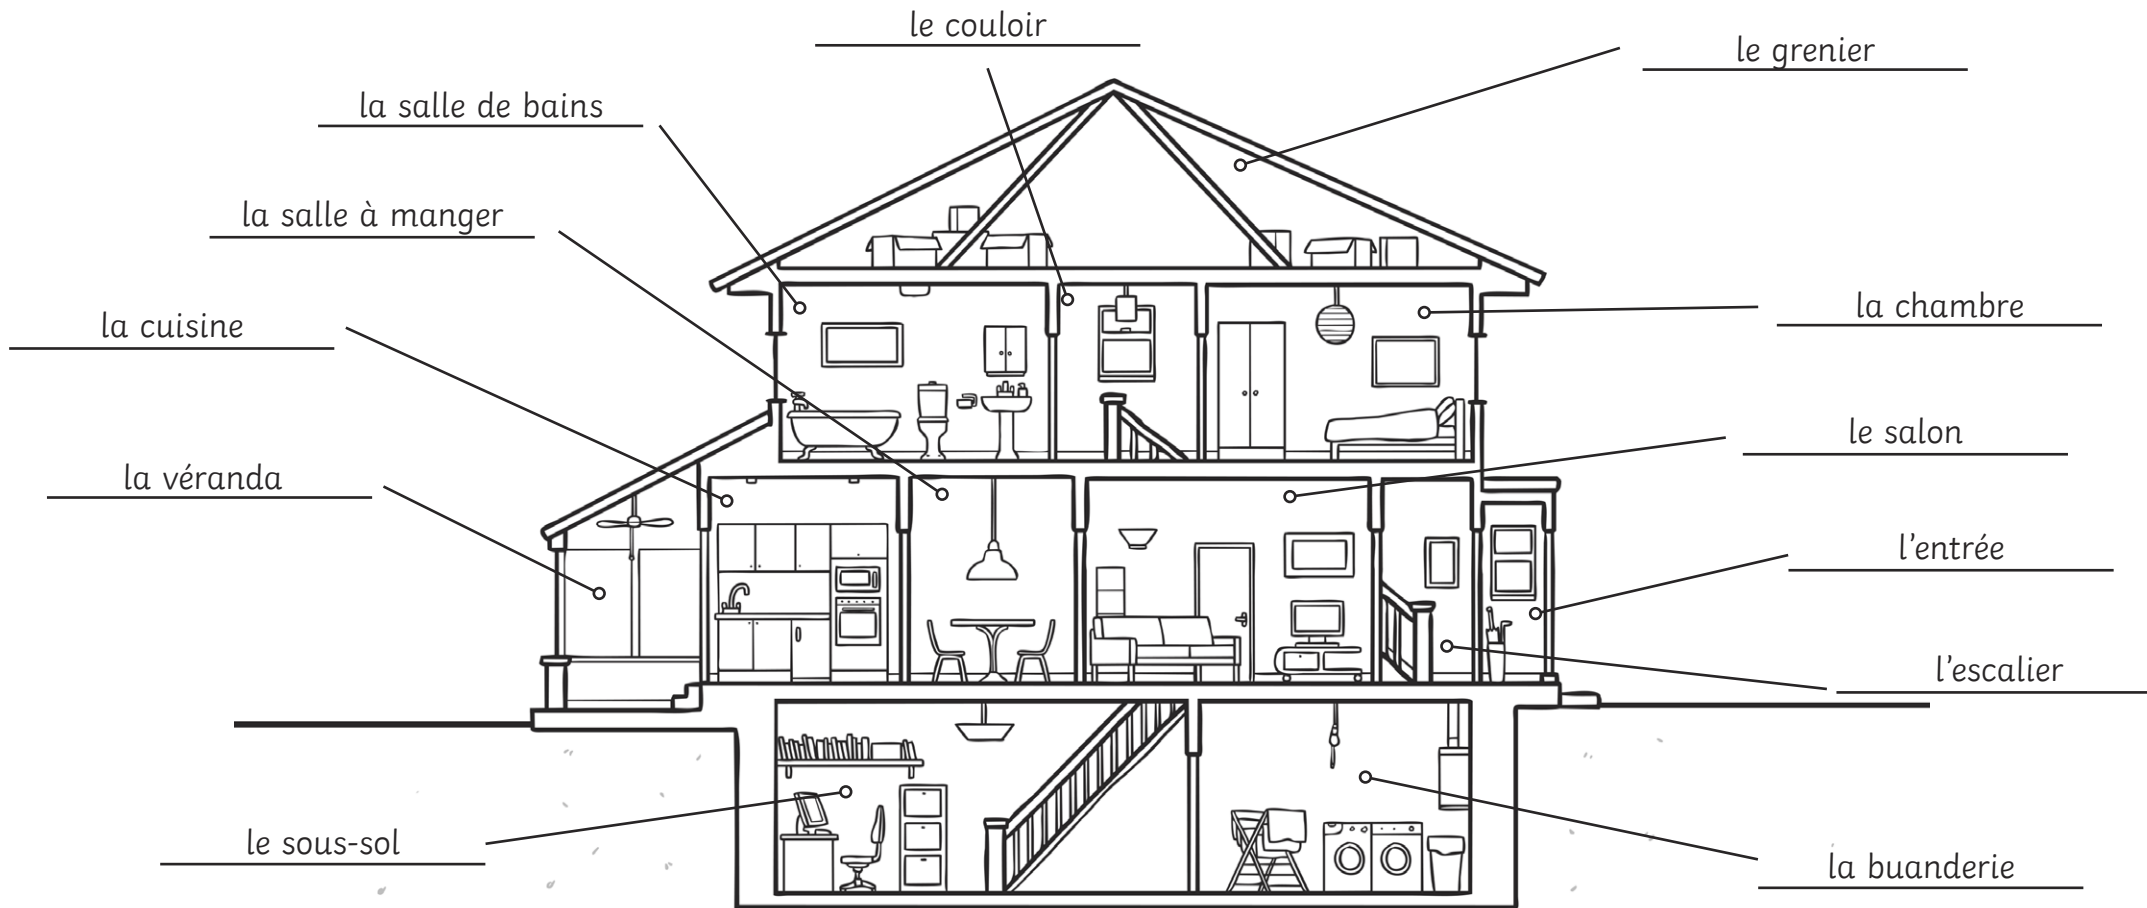 le couloir
le grenier
la salle de bains
la salle à manger
la chambre
la cuisine
le salon
la véranda
l'entrée
l'escalier
le sous-sol
la buanderie